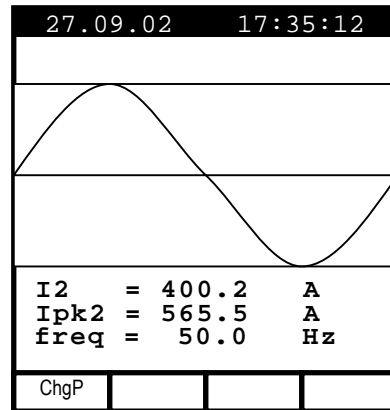 27.09.02 17:35:12
I2 = 400.2 A
Ipk2 = 565.5 A
freq = 50.0 Hz
ChgP